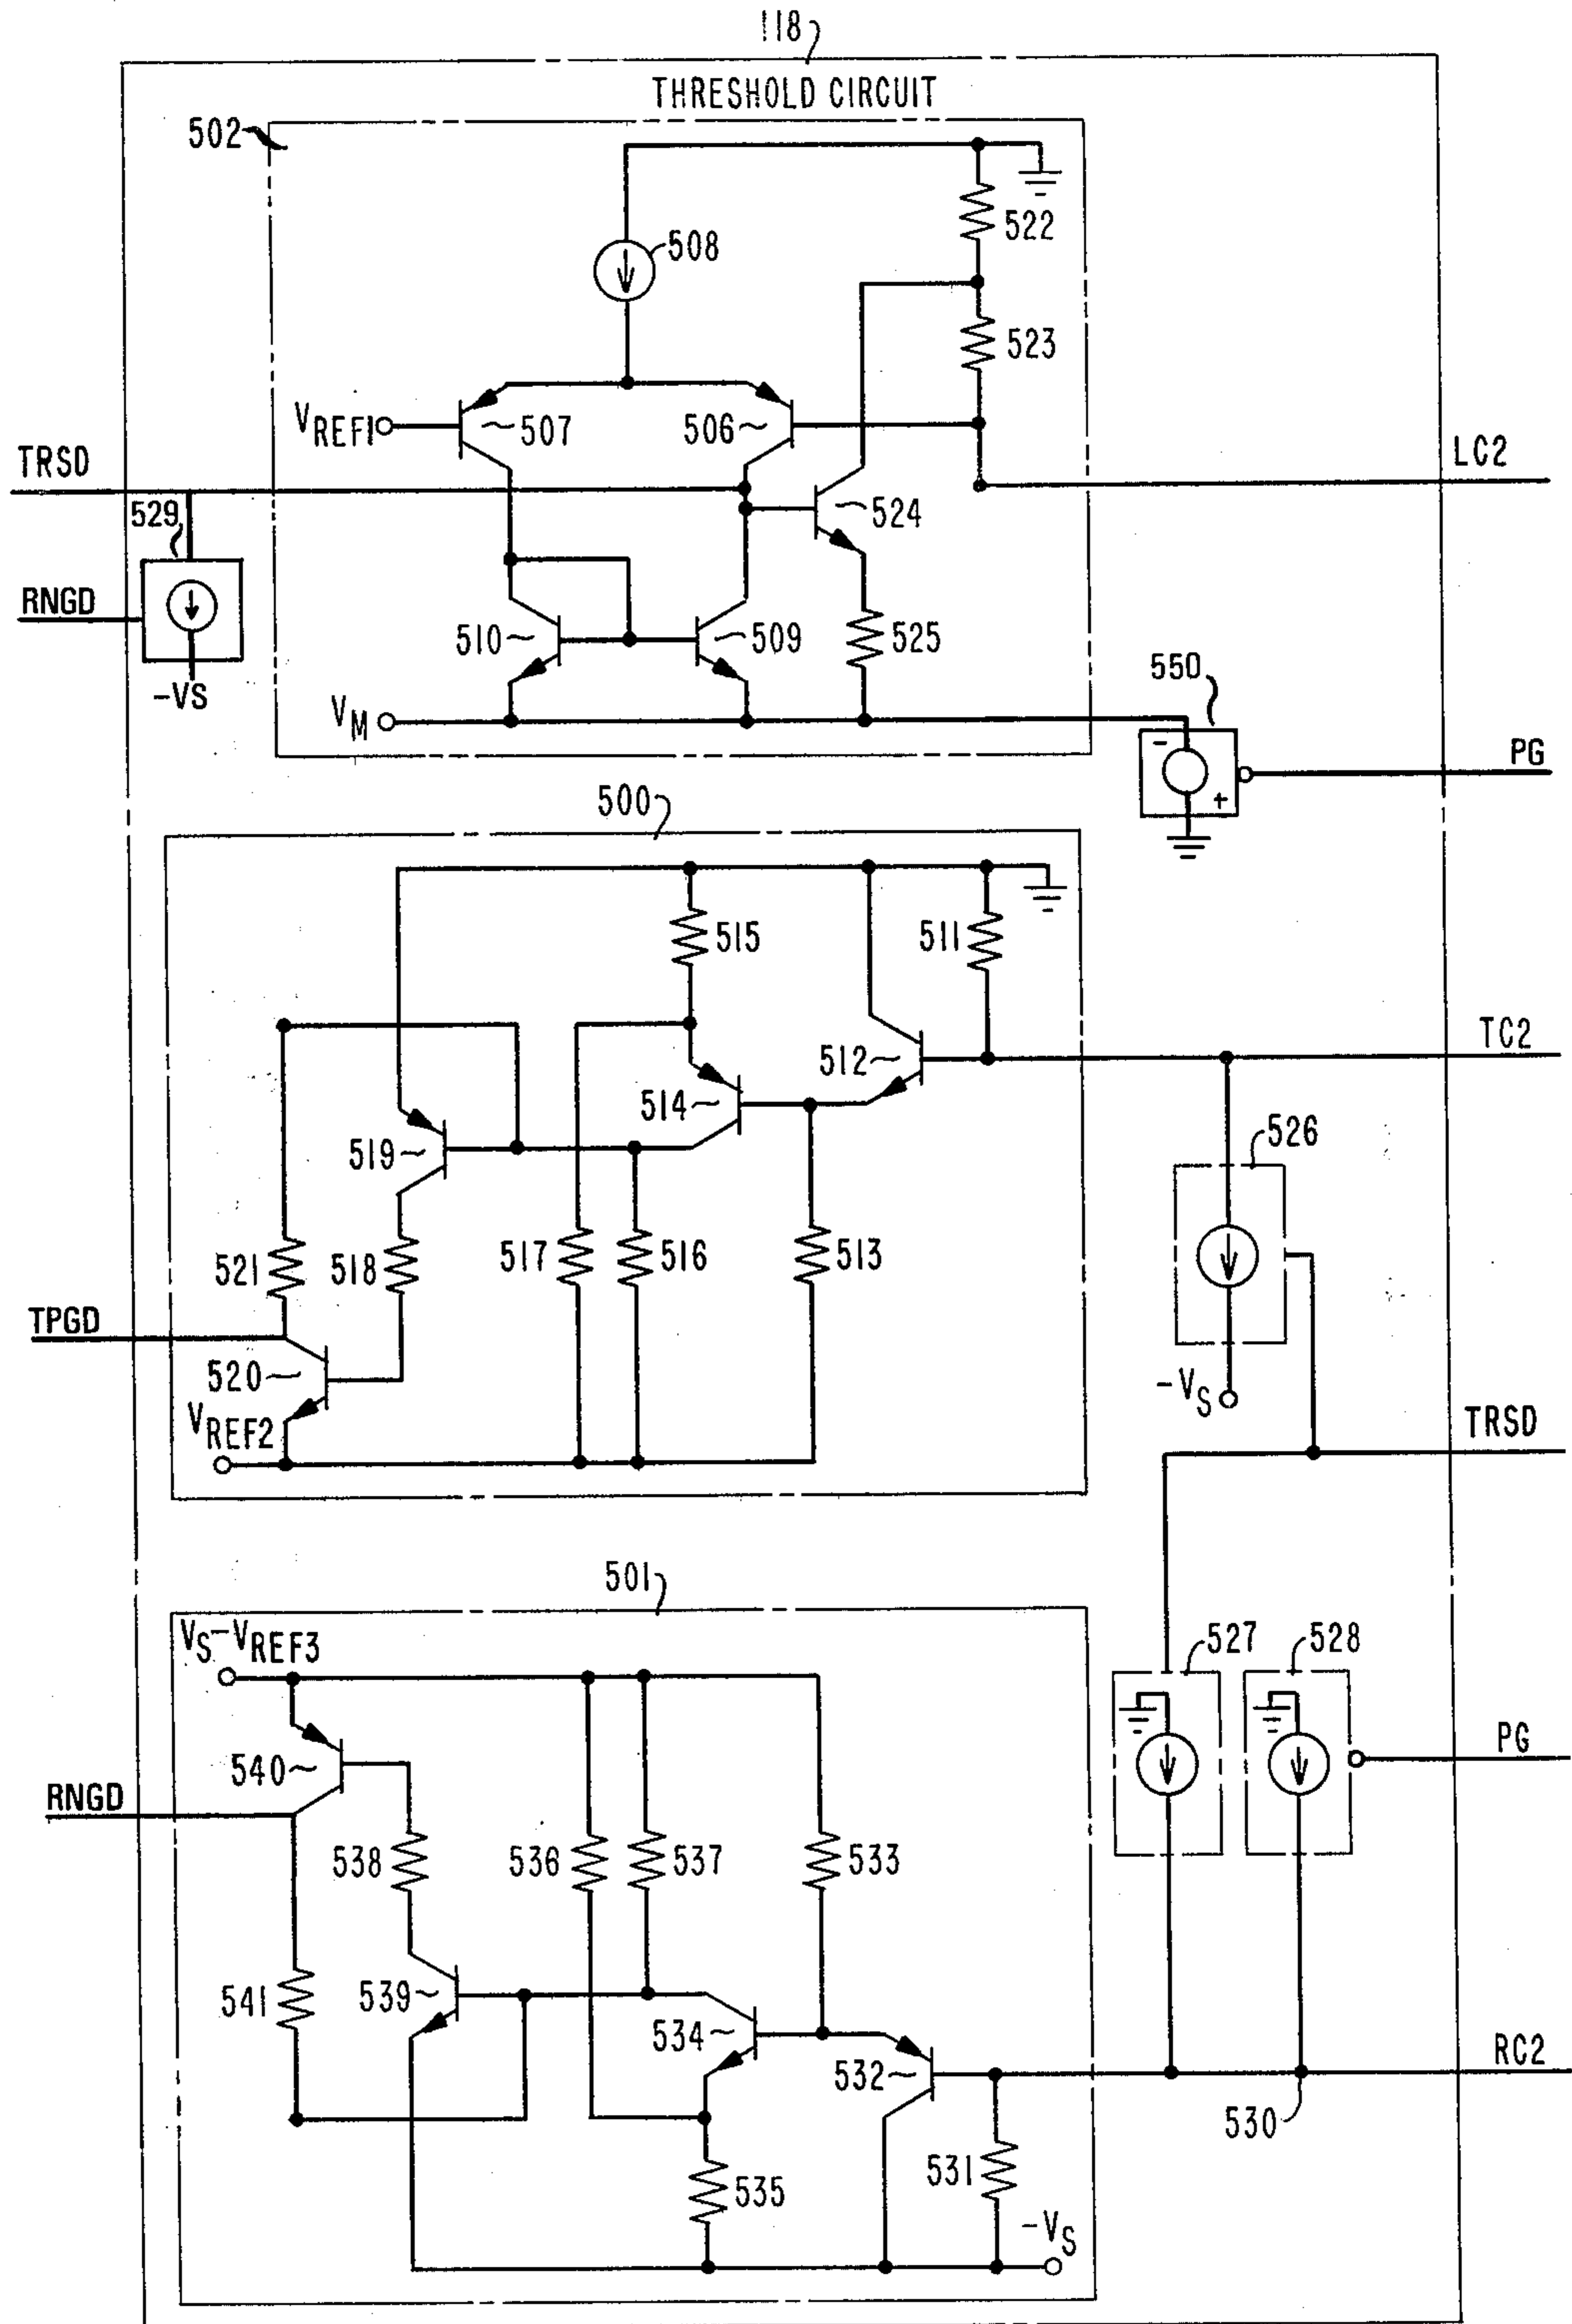 118
THRESHOLD CIRCUIT
502
522
508
523
VREF1
507
506
TRSD
LC2
529
524
RNGD
510
509
525
550
-VS
VM
-
+
PG
500
515
511
TC2
512
514
526
519
521
518
517
516
513
TPGD
520
-VS
VREF2
TRSD
501
VS-VREF3
527
528
540
PG
RNGD
538
536
537
533
541
539
534
532
RC2
530
531
535
-VS